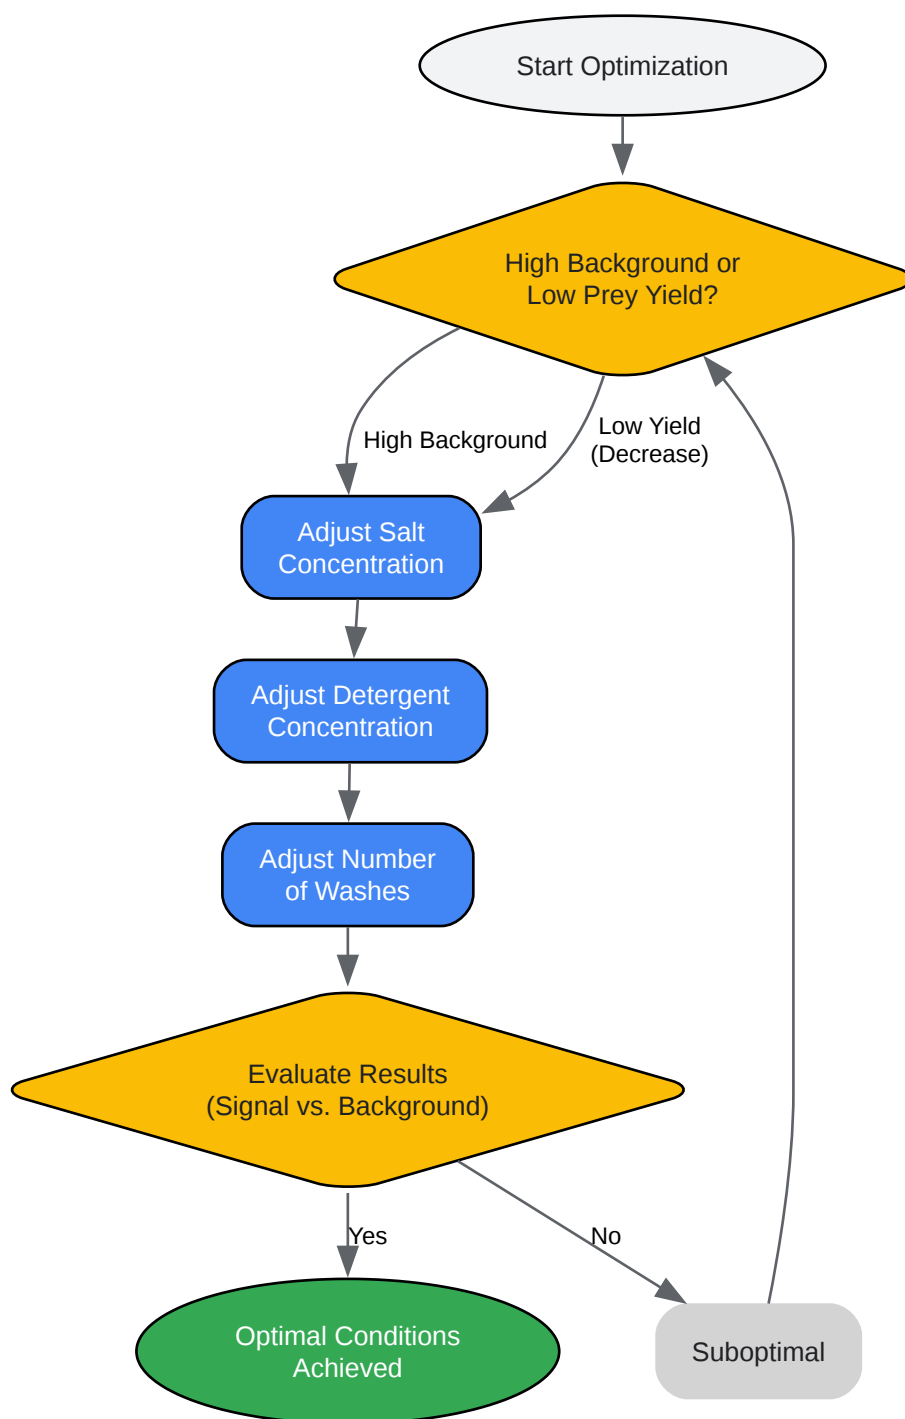 Start Optimization
High Background or
Low Prey Yield?
High Background
Low Yield
(Decrease)
Adjust Salt
Concentration
Adjust Detergent
Concentration
Adjust Number
of Washes
Evaluate Results
(Signal vs. Background)
Yes
No
Optimal Conditions
Achieved
Suboptimal